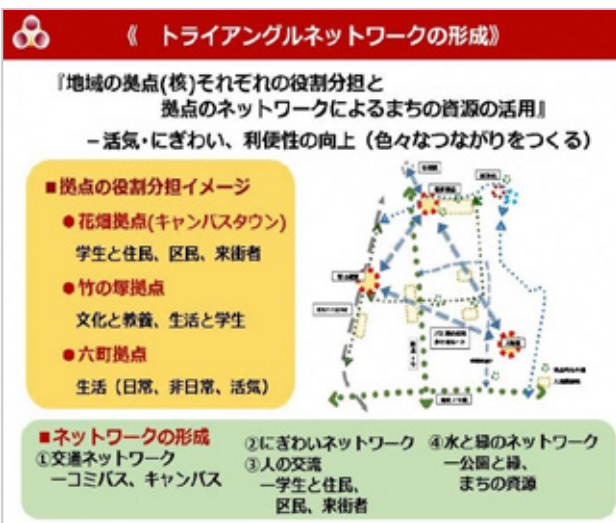 《 トライアングルネットワークの形成》
『地域の拠点(核)それぞれの役割分担と
拠点のネットワークによるまちの資源の活用』
－活気・にぎわい、利便性の向上（色々なつながりをつくる）
■拠点の役割分担イメージ
●花畑拠点(キャンパスタウン)
学生と住民、区民、来街者
●竹の塚拠点
文化と教養、生活と学生
●六町拠点
生活（日常、非日常、活気）
■ネットワークの形成
①交通ネットワーク
－コミバス、キャンパス
②にぎわいネットワーク
③人の交流
－学生と住民、
区民、来街者
④水と緑のネットワーク
－公園と緑、
まちの資源